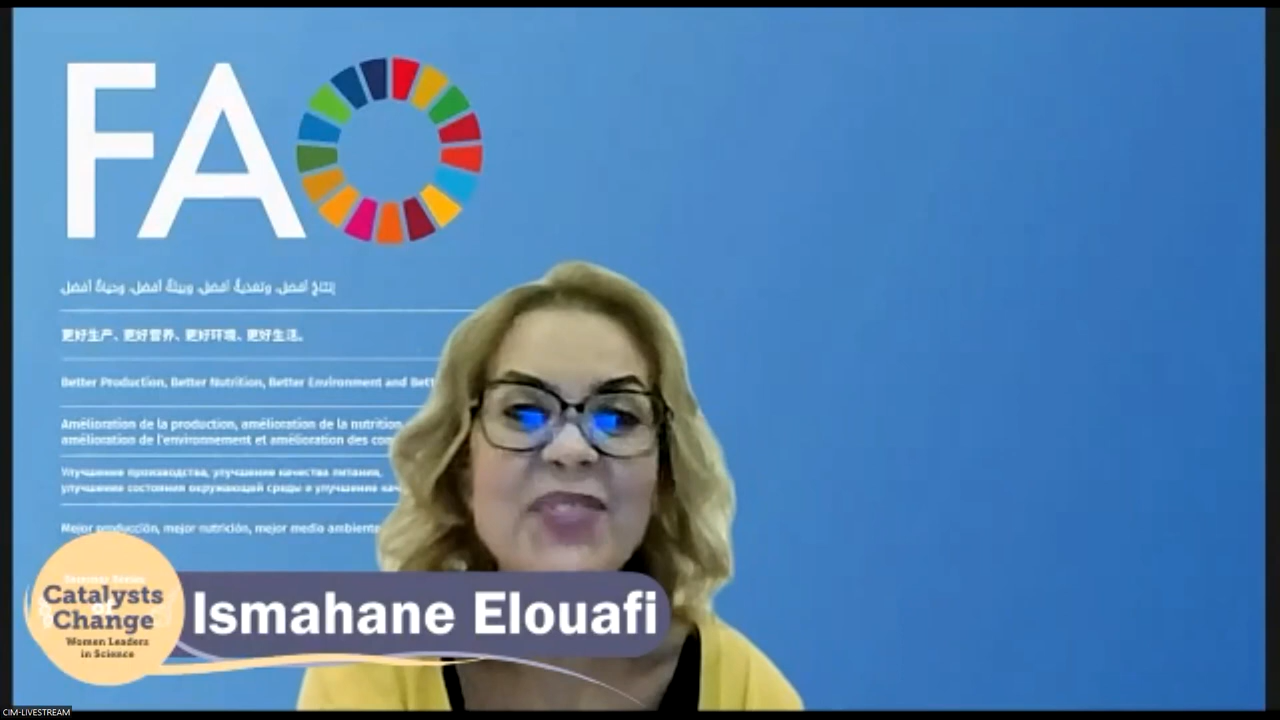 FAO
إنتاجٌ أفضل، وتغذيةٌ أفضل، وبيئةٌ أفضل، وحياةٌ أفضل
更好生产、更好营养、更好环境、更好生活。
Better Production, Better Nutrition, Better Environment and Bett
Amélioration de la production, amélioration de la nutrition,
amélioration de l'environnement et amélioration des con
Улучшение производства, улучшение качества питания,
улучшение состояния окружающей среды и улучшение кач
Mejor producción, mejor nutrición, mejor medio ambiente
Seminar Series
Catalysts
of
Change
Women Leaders
in Science
Ismahane Elouafi
CIM-LIVESTREAM